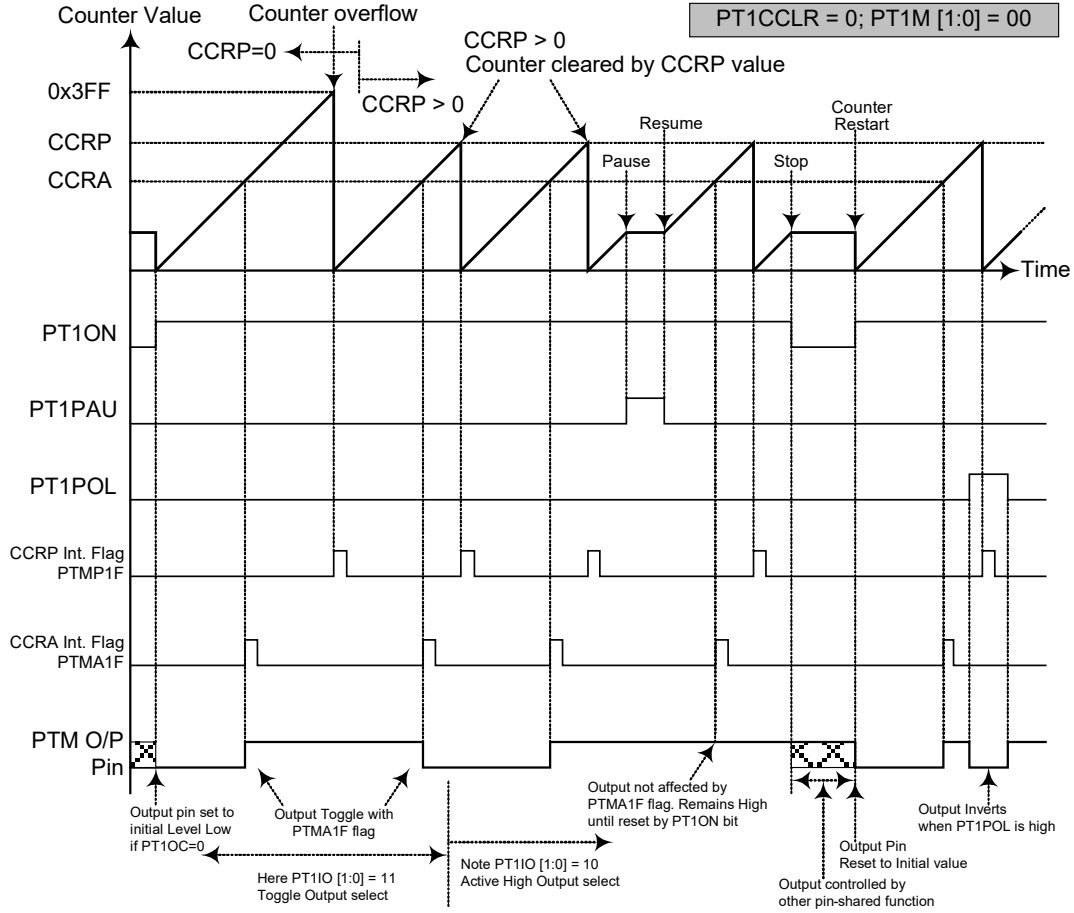 Counter Value
Counter overflow
PT1CCLR = 0; PT1M [1:0] = 00
CCRP=0
CCRP > 0
CCRP > 0
Counter cleared by CCRP value
0x3FF
CCRP
CCRA
Pause
Resume
Stop
Counter
Restart
Time
PT1ON
PT1PAU
PT1POL
CCRP Int. Flag
PTMP1F
CCRA Int. Flag
PTMA1F
PTM O/P
Pin
Output pin set to
initial Level Low
if PT1OC=0
Output Toggle with
PTMA1F flag
Here PT1IO [1:0] = 11
Toggle Output select
Note PT1IO [1:0] = 10
Active High Output select
Output not affected by
PTMA1F flag. Remains High
until reset by PT1ON bit
Output controlled by
other pin-shared function
Output Pin
Reset to Initial value
Output Inverts
when PT1POL is high